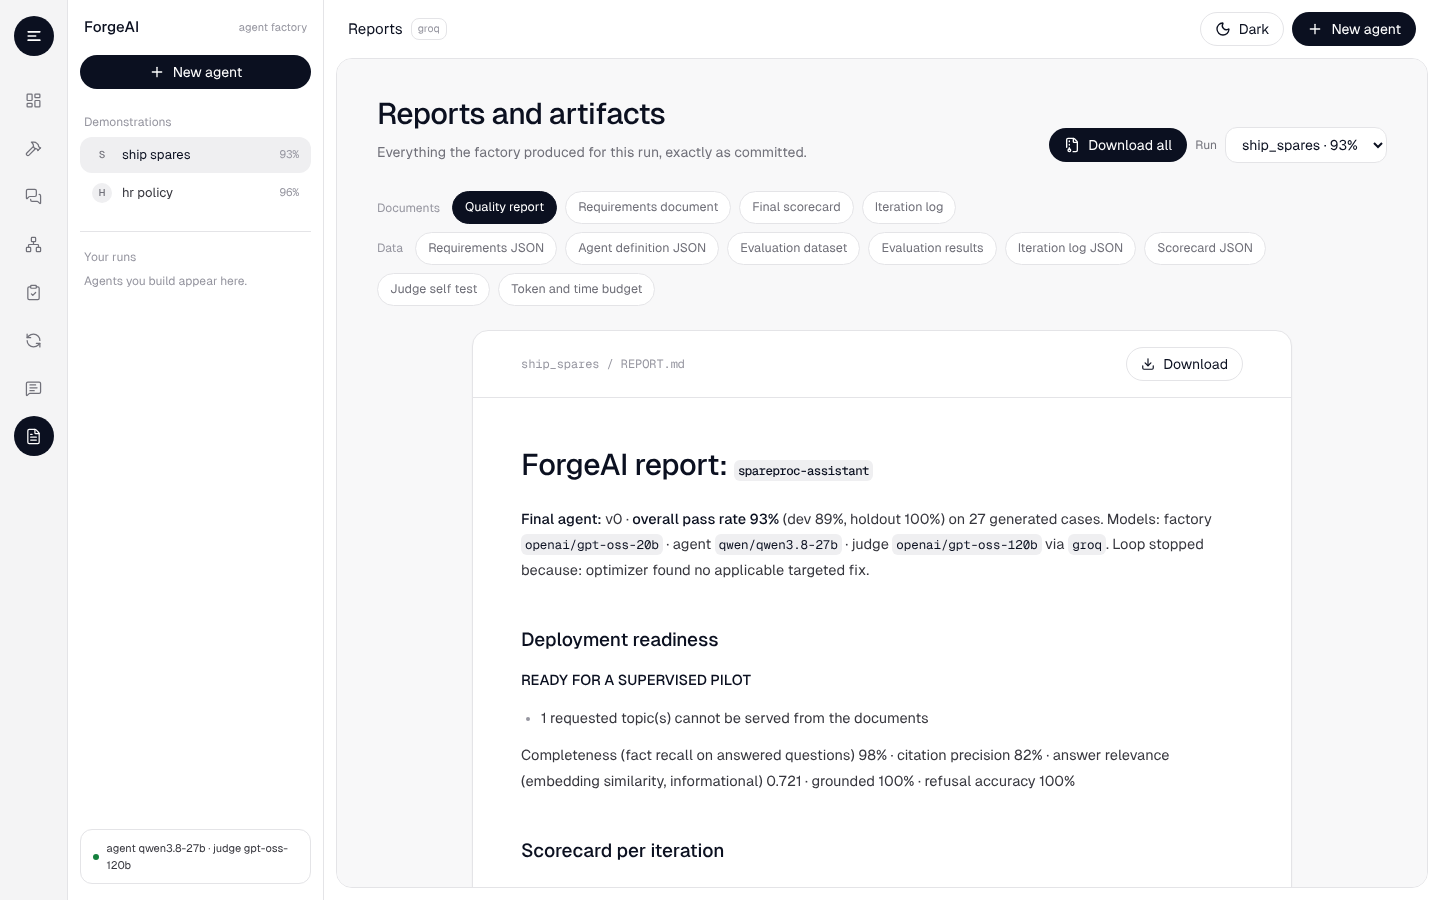 ForgeAI
agent factory
New agent
Demonstrations
S ship spares 93%
H hr policy 96%
Your runs
Agents you build appear here.
agent qwen3.8-27b · judge gpt-oss-
120b
Reports groq
Dark
New agent
Reports and artifacts
Everything the factory produced for this run, exactly as committed.
Download all
Run
ship_spares · 93%
Documents Quality report Requirements document Final scorecard Iteration log
Data Requirements JSON Agent definition JSON Evaluation dataset Evaluation results Iteration log JSON Scorecard JSON
Judge self test Token and time budget
ship_spares / REPORT.md
Download
ForgeAI report: spareproc-assistant
Final agent: v0 · overall pass rate 93% (dev 89%, holdout 100%) on 27 generated cases. Models: factory
openai/gpt-oss-20b · agent qwen/qwen3.8-27b · judge openai/gpt-oss-120b via groq. Loop stopped
because: optimizer found no applicable targeted fix.
Deployment readiness
READY FOR A SUPERVISED PILOT
• 1 requested topic(s) cannot be served from the documents
Completeness (fact recall on answered questions) 98% · citation precision 82% · answer relevance
(embedding similarity, informational) 0.721 · grounded 100% · refusal accuracy 100%
Scorecard per iteration